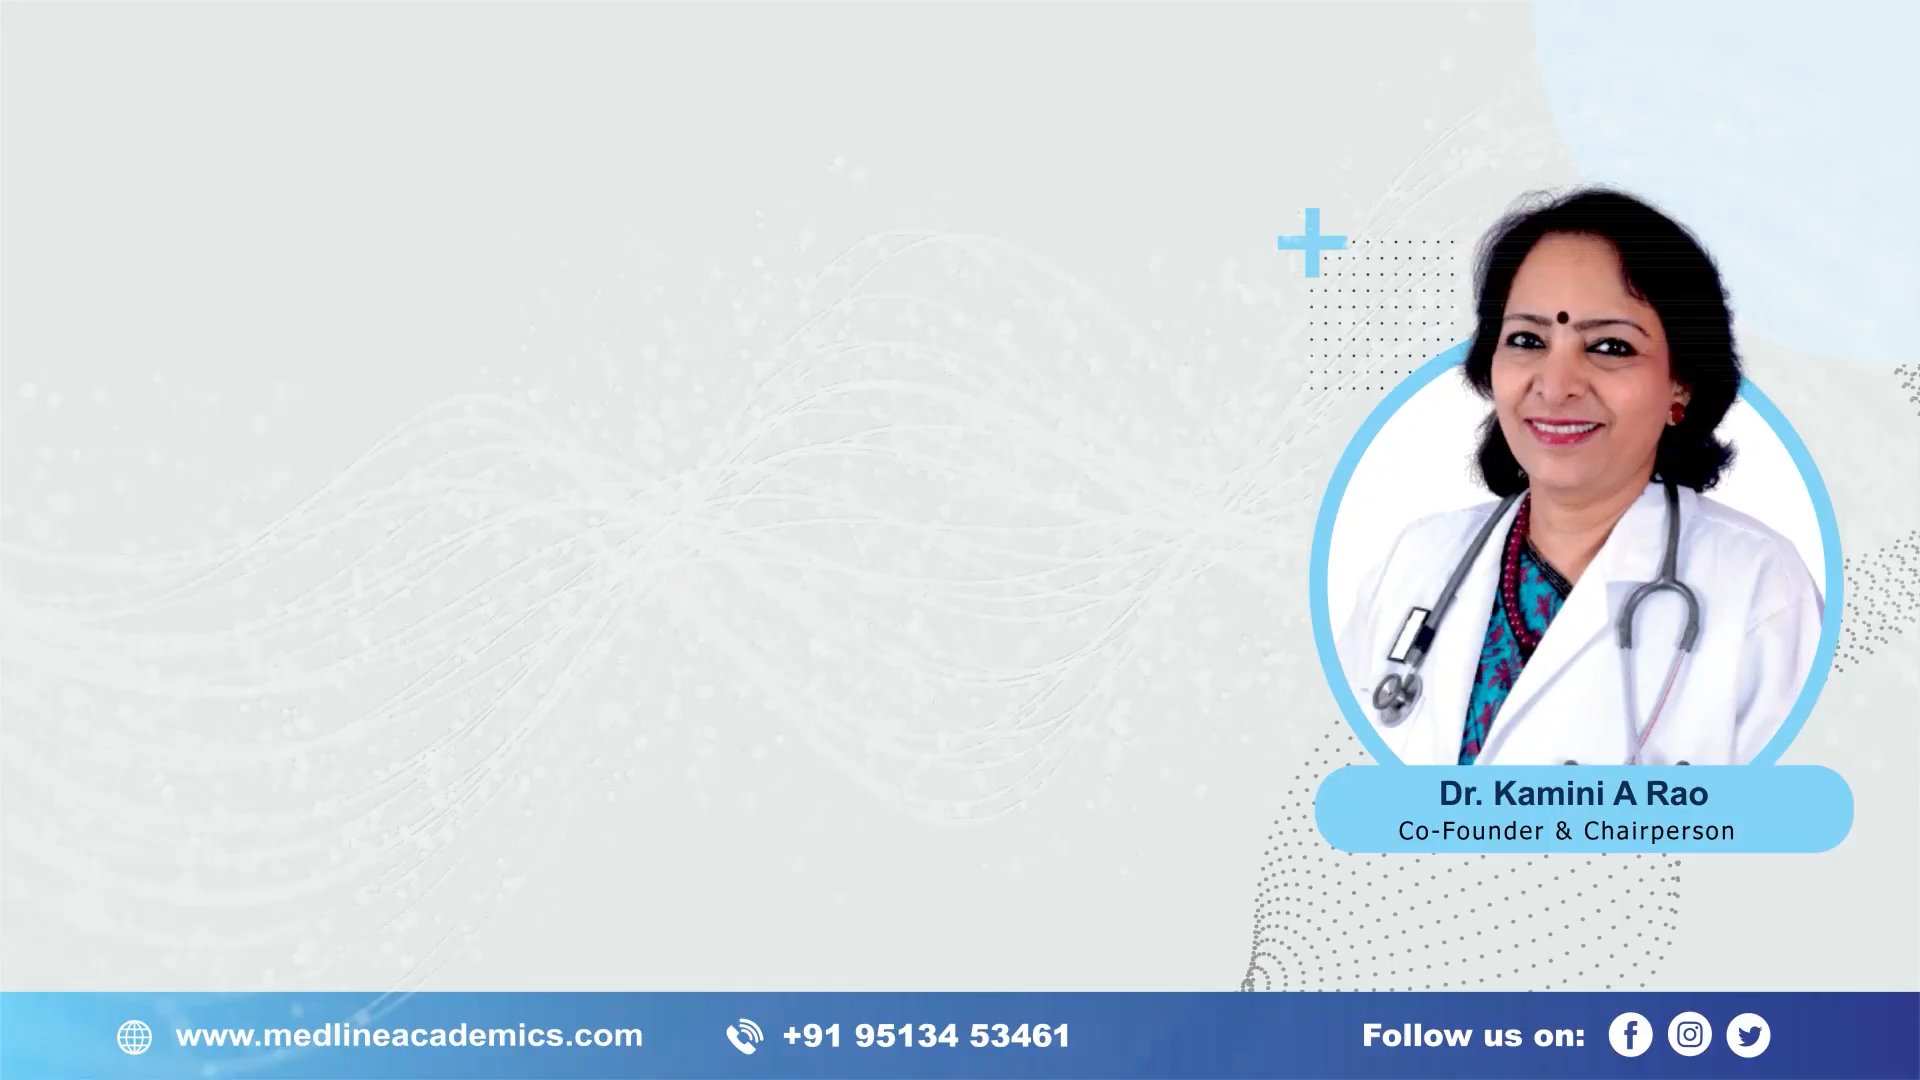 Dr. Kamini A Rao
Co-Founder & Chairperson
www.medlineacademics.com
+91 95134 53461
Follow us on: